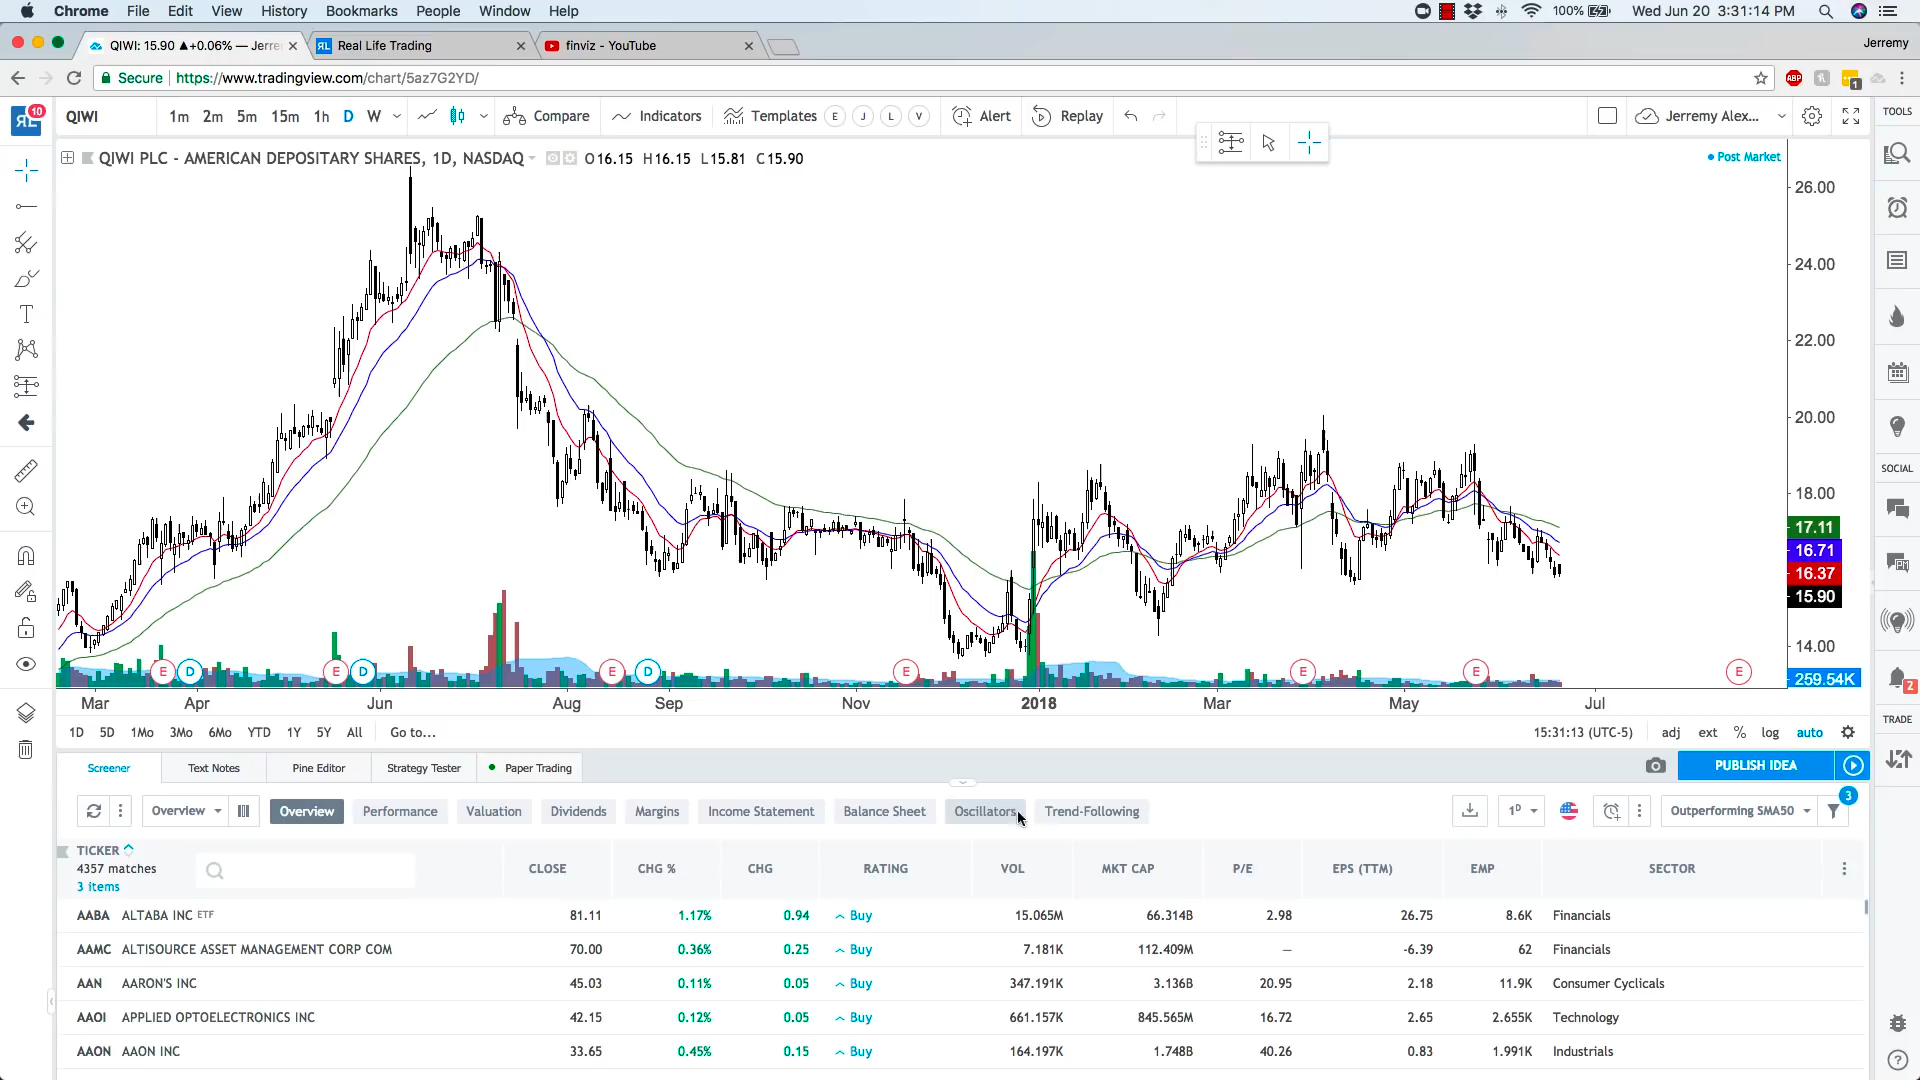 Chrome File Edit View History Bookmarks People Window Help 100% Wed Jun 20 3:31:14 PM
QIWI: 15.90 ▲+0.06% — Jerre Real Life Trading finviz - YouTube Jerremy
Secure https://www.tradingview.com/chart/5az7G2YD/ ABP 1
10 QIWI 1m 2m 5m 15m 1h D W Compare Indicators Templates E J L V Alert Replay Jerremy Alex... TOOLS
QIWI PLC - AMERICAN DEPOSITARY SHARES, 1D, NASDAQ O16.15 H16.15 L15.81 C15.90 Post Market
26.00
24.00
22.00
20.00
SOCIAL
18.00
17.11
16.71
16.37
15.90
14.00
E D E D E D E E E E
259.54K 2
Mar Apr Jun Aug Sep Nov 2018 Mar May Jul
TRADE
1D 5D 1Mo 3Mo 6Mo YTD 1Y 5Y All Go to... 15:31:13 (UTC-5) adj ext % log auto
Screener Text Notes Pine Editor Strategy Tester Paper Trading PUBLISH IDEA
Overview Overview Performance Valuation Dividends Margins Income Statement Balance Sheet Oscillators Trend-Following 1D Outperforming SMA50 3
TICKER
4357 matches
3 items
CLOSE CHG % CHG RATING VOL MKT CAP P/E EPS (TTM) EMP SECTOR
AABA ALTABA INC ETF 81.11 1.17% 0.94 Buy 15.065M 66.314B 2.98 26.75 8.6K Financials
AAMC ALTISOURCE ASSET MANAGEMENT CORP COM 70.00 0.36% 0.25 Buy 7.181K 112.409M — -6.39 62 Financials
AAN AARON'S INC 45.03 0.11% 0.05 Buy 347.191K 3.136B 20.95 2.18 11.9K Consumer Cyclicals
AAOI APPLIED OPTOELECTRONICS INC 42.15 0.12% 0.05 Buy 661.157K 845.565M 16.72 2.65 2.655K Technology
AAON AAON INC 33.65 0.45% 0.15 Buy 164.197K 1.748B 40.26 0.83 1.991K Industrials